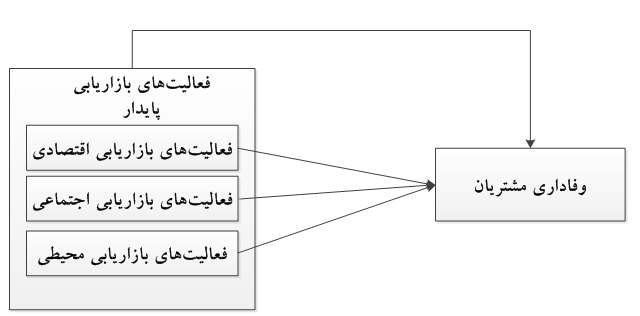 فعالیت‌های بازاریابی
پایدار
فعالیت‌های بازاریابی اقتصادی
فعالیت‌های بازاریابی اجتماعی
فعالیت‌های بازاریابی محیطی
وفاداری مشتریان